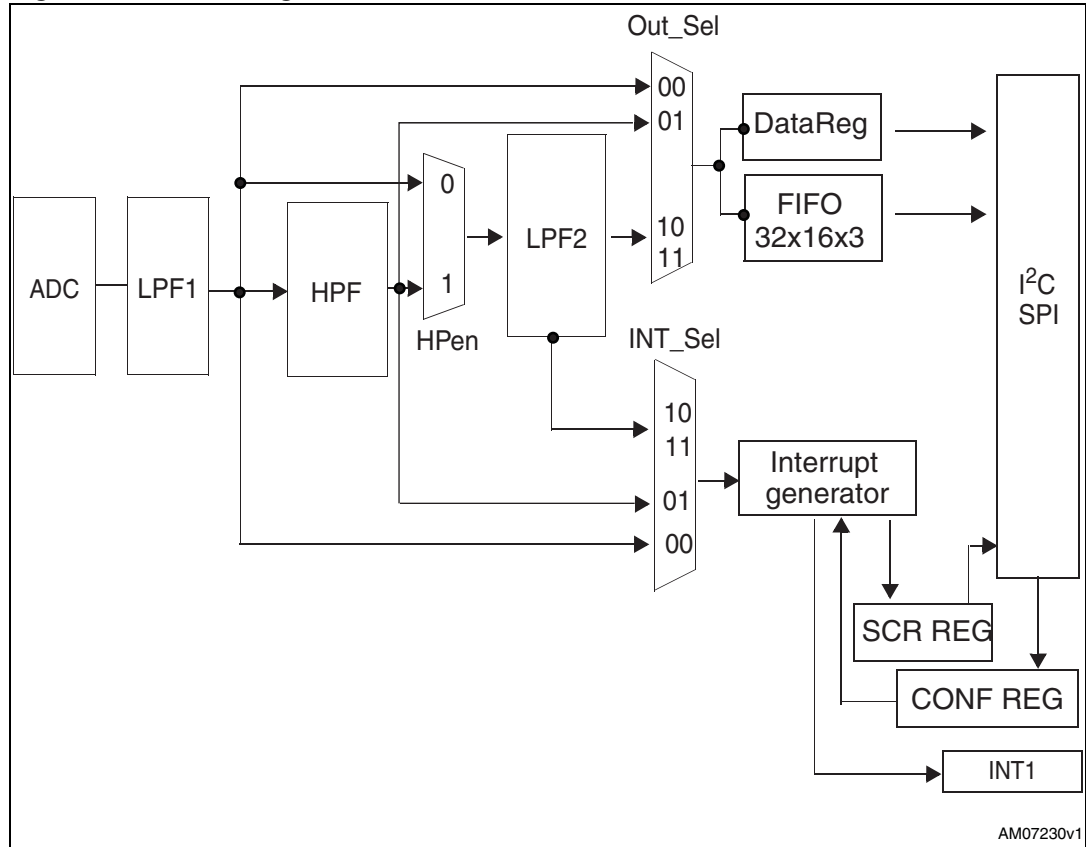 Out_Sel
00
01
DataReg
0
LPF2
FIFO
32x16x3
10
11
ADC
LPF1
HPF
1
I²C
SPI
HPen
INT_Sel
10
11
Interrupt
generator
01
00
SCR REG
CONF REG
INT1
AM07230v1